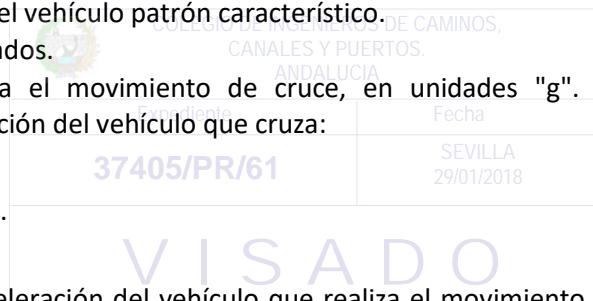 el vehículo patrón característico.
COLEGIO DE INGENIEROS DE CAMINOS,
ados.
CANALES Y PUERTOS.
ANDALUCIA
a el movimiento de cruce, en unidades "g".
Expediente Fecha
ción del vehículo que cruza:
37405/PR/61
SEVILLA
29/01/2018
.
VISADO
eleración del vehículo que realiza el movimiento